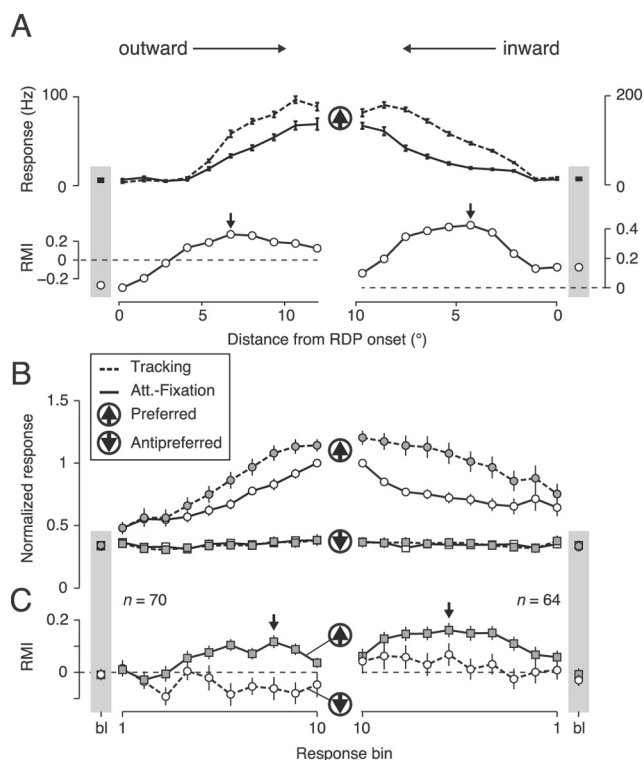 A
outward
inward
Response (Hz)
100
0
200
100
0
RMI
0.2
0
−0.2
0.4
0.2
0
0 5 10
10 5 0
Distance from RDP onset (°)
B
Tracking
Att.-Fixation
Preferred
Antipreferred
Normalized response
1.5
1
0.5
0
C
n = 70
n = 64
RMI
0.2
0
bl 1 10
10 1 bl
Response bin